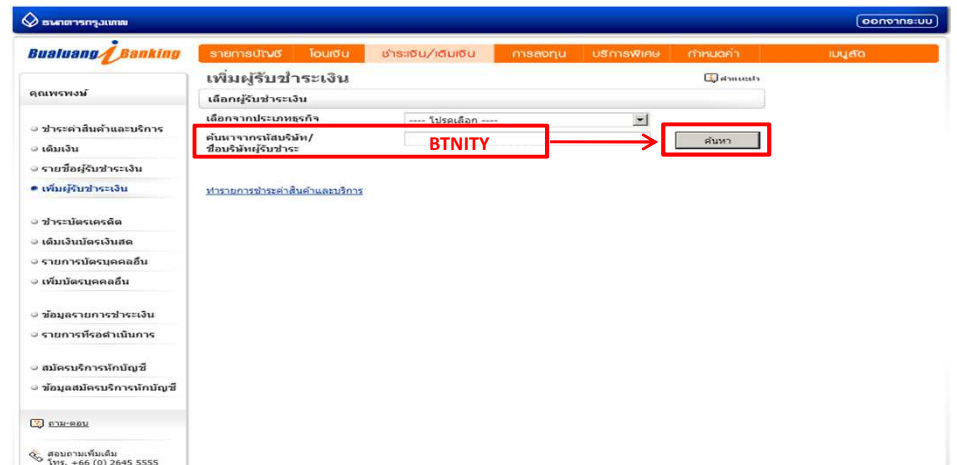 ธนาคารกรุงเทพ
ออกจากระบบ
Bualuang iBanking
รายการบัญชี โอนเงิน ชำระเงิน/เติมเงิน การลงทุน บริการพิเศษ กำหนดค่า เมนูลัด
เพิ่มผู้รับชำระเงิน
คำแนะนำ
คุณพรพงษ์
เลือกผู้รับชำระเงิน
เลือกจากประเภทธุรกิจ
---- โปรดเลือก ----
ค้นหาจากรหัสบริษัท/
ชื่อบริษัทผู้รับชำระ
BTNITY
ค้นหา
ทำรายการชำระค่าสินค้าและบริการ
ชำระค่าสินค้าและบริการ
เติมเงิน
รายชื่อผู้รับชำระเงิน
เพิ่มผู้รับชำระเงิน
ชำระบัตรเครดิต
เติมเงินบัตรเงินสด
รายการบัตรบุคคลอื่น
เพิ่มบัตรบุคคลอื่น
ข้อมูลรายการชำระเงิน
รายการที่รอดำเนินการ
สมัครบริการหักบัญชี
ข้อมูลสมัครบริการหักบัญชี
ถาม-ตอบ
สอบถามเพิ่มเติม
โทร. +66 (0) 2645 5555